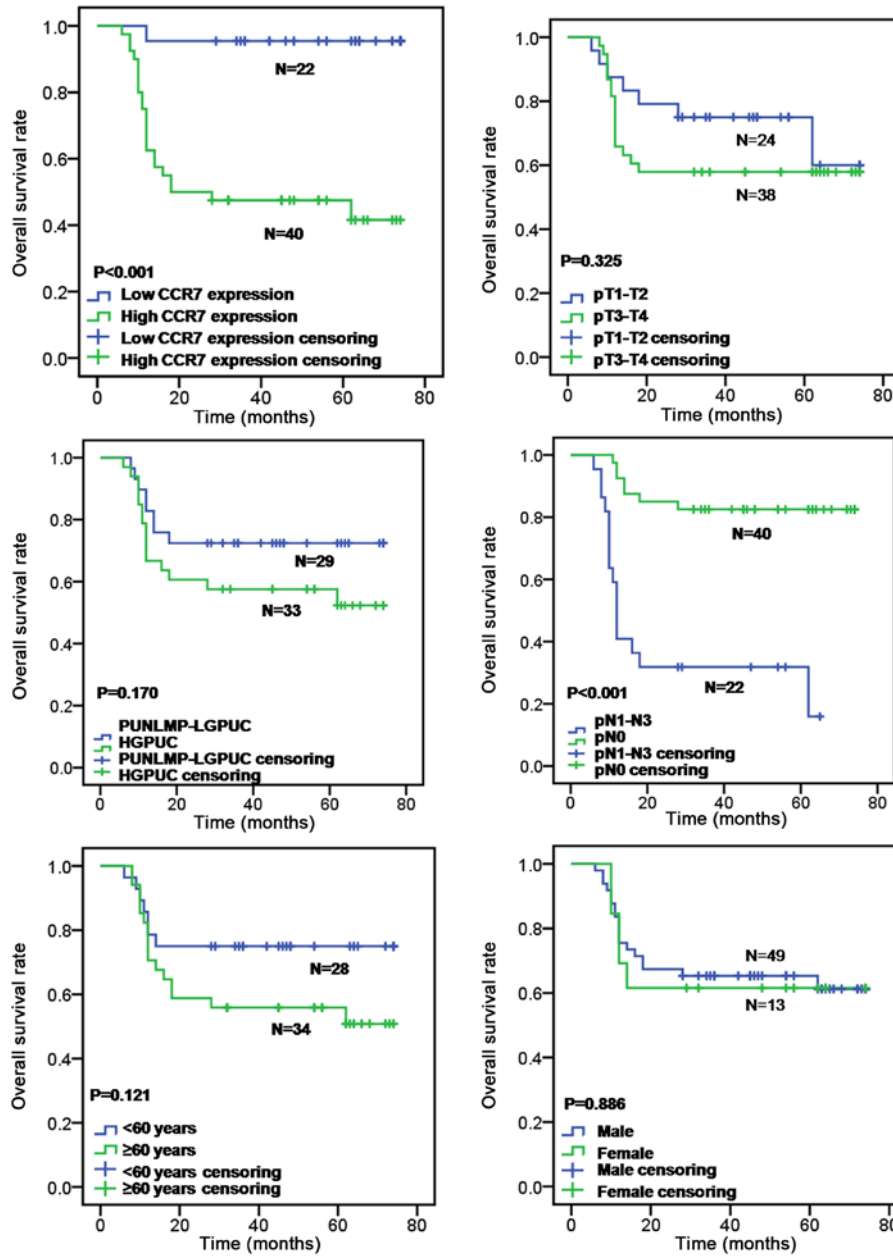 Overall survival rate
1.0
0.8
0.6
0.4
0.2
0.0
N=22
N=40
P<0.001
Low CCR7 expression
High CCR7 expression
Low CCR7 expression censoring
High CCR7 expression censoring
0 20 40 60 80
Time (months)
Overall survival rate
1.0
0.8
0.6
0.4
0.2
0.0
N=24
N=38
P=0.325
pT1-T2
pT3-T4
pT1-T2 censoring
pT3-T4 censoring
0 20 40 60 80
Time (months)
Overall survival rate
1.0
0.8
0.6
0.4
0.2
0.0
N=29
N=33
P=0.170
PUNLMP-LGPUC
HGPUC
PUNLMP-LGPUC censoring
HGPUC censoring
0 20 40 60 80
Time (months)
Overall survival rate
1.0
0.8
0.6
0.4
0.2
0.0
N=40
N=22
P<0.001
pN1-N3
pN0
pN1-N3 censoring
pN0 censoring
0 20 40 60 80
Time (months)
Overall survival rate
1.0
0.8
0.6
0.4
0.2
0.0
N=28
N=34
P=0.121
<60 years
≥60 years
<60 years censoring
≥60 years censoring
0 20 40 60 80
Time (months)
Overall survival rate
1.0
0.8
0.6
0.4
0.2
0.0
N=49
N=13
P=0.886
Male
Female
Male censoring
Female censoring
0 20 40 60 80
Time (months)